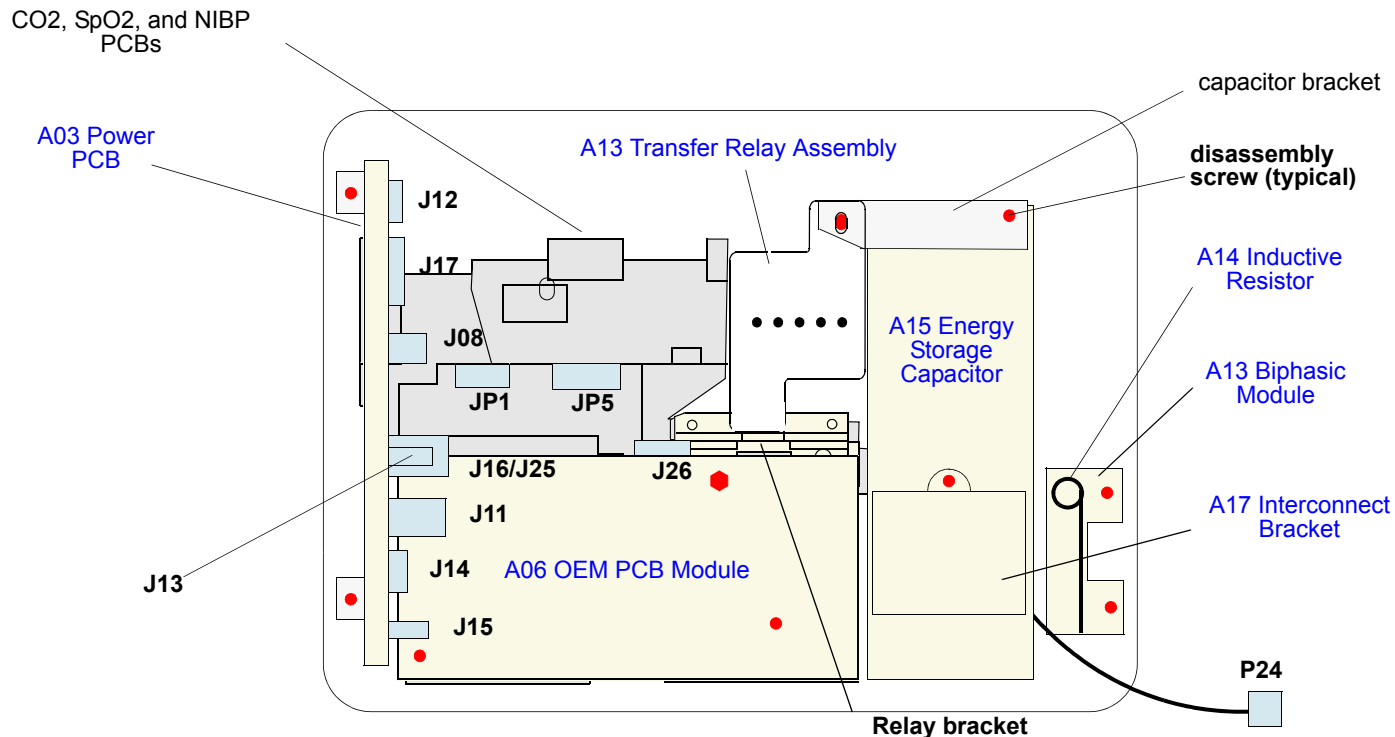 CO2, SpO2, and NIBP
PCBs
capacitor bracket
A03 Power
PCB
A13 Transfer Relay Assembly
disassembly
screw (typical)
J12
J17
A14 Inductive
Resistor
J08
A15 Energy
Storage
Capacitor
A13 Biphasic
Module
JP1
JP5
J16/J25
J26
A17 Interconnect
Bracket
J11
J14
A06 OEM PCB Module
J13
J15
P24
Relay bracket